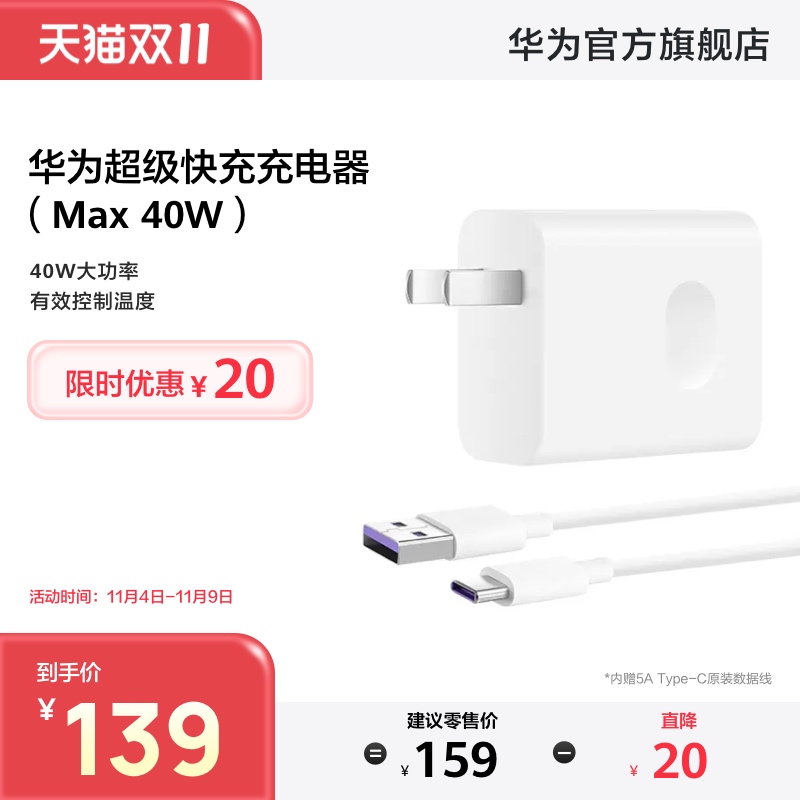 天猫双11
华为官方旗舰店
华为超级快充充电器
(Max 40W)
40W大功率
有效控制温度
限时优惠¥20
活动时间：11月4日-11月9日
*内赠5A Type-C原装数据线
到手价
¥139
=
建议零售价
¥159
-
直降
¥20